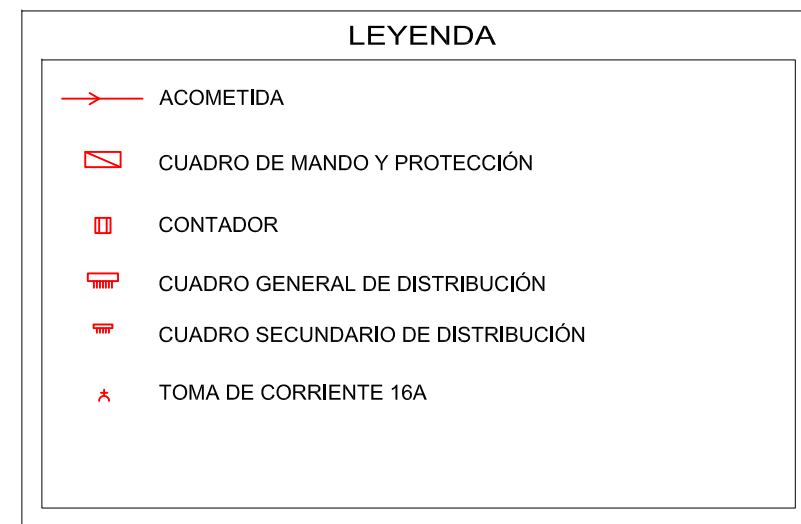 LEYENDA
ACOMETIDA
CUADRO DE MANDO Y PROTECCIÓN
CONTADOR
CUADRO GENERAL DE DISTRIBUCIÓN
CUADRO SECUNDARIO DE DISTRIBUCIÓN
TOMA DE CORRIENTE 16A